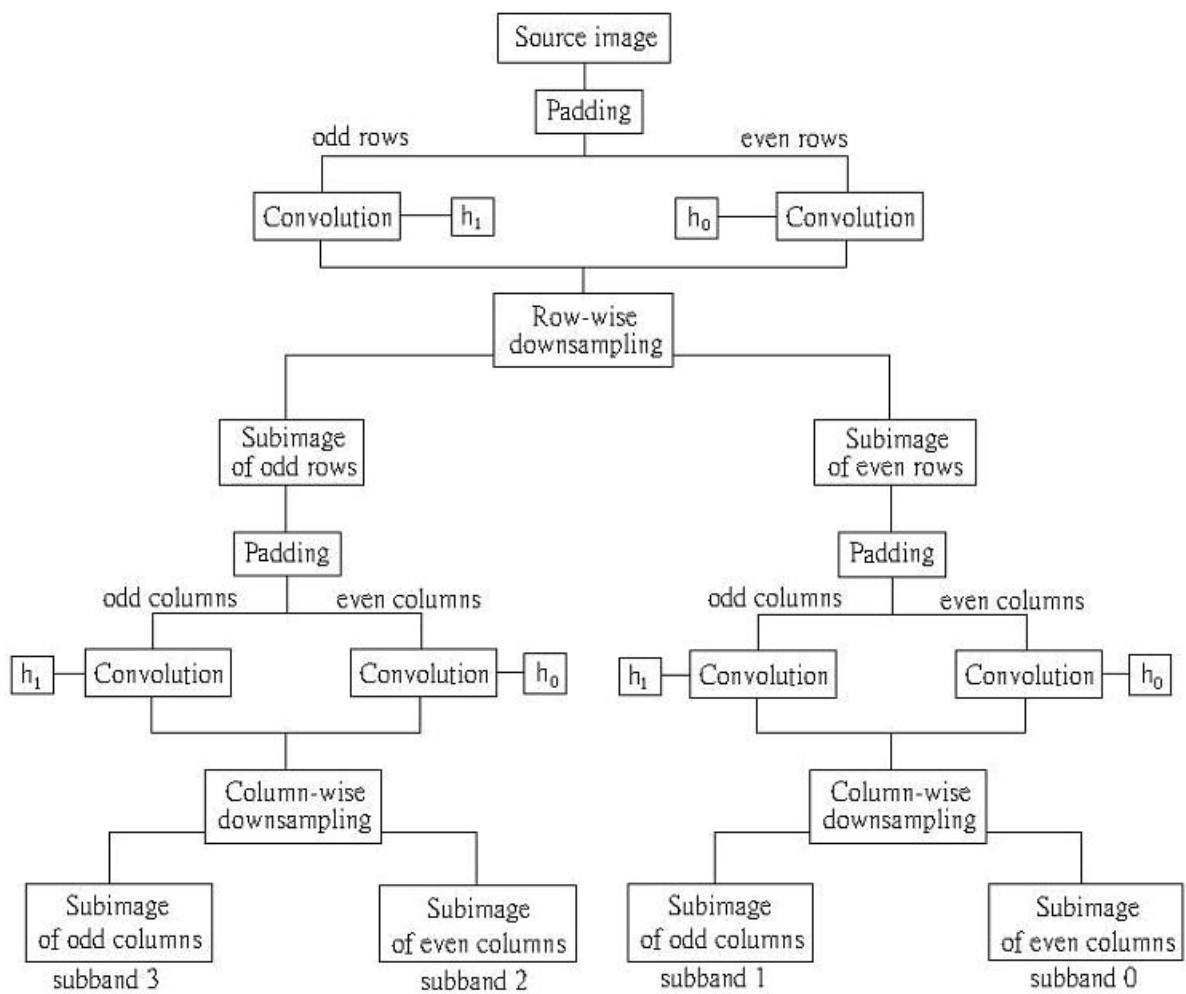 Source image
Padding
odd rows
even rows
Convolution
h₁
h₀
Convolution
Row-wise
downsampling
Subimage
of odd rows
Subimage
of even rows
Padding
Padding
odd columns
even columns
odd columns
even columns
h₁
Convolution
Convolution
h₀
h₁
Convolution
Convolution
h₀
Column-wise
downsampling
Column-wise
downsampling
Subimage
of odd columns
subband 3
Subimage
of even columns
subband 2
Subimage
of odd columns
subband 1
Subimage
of even columns
subband 0